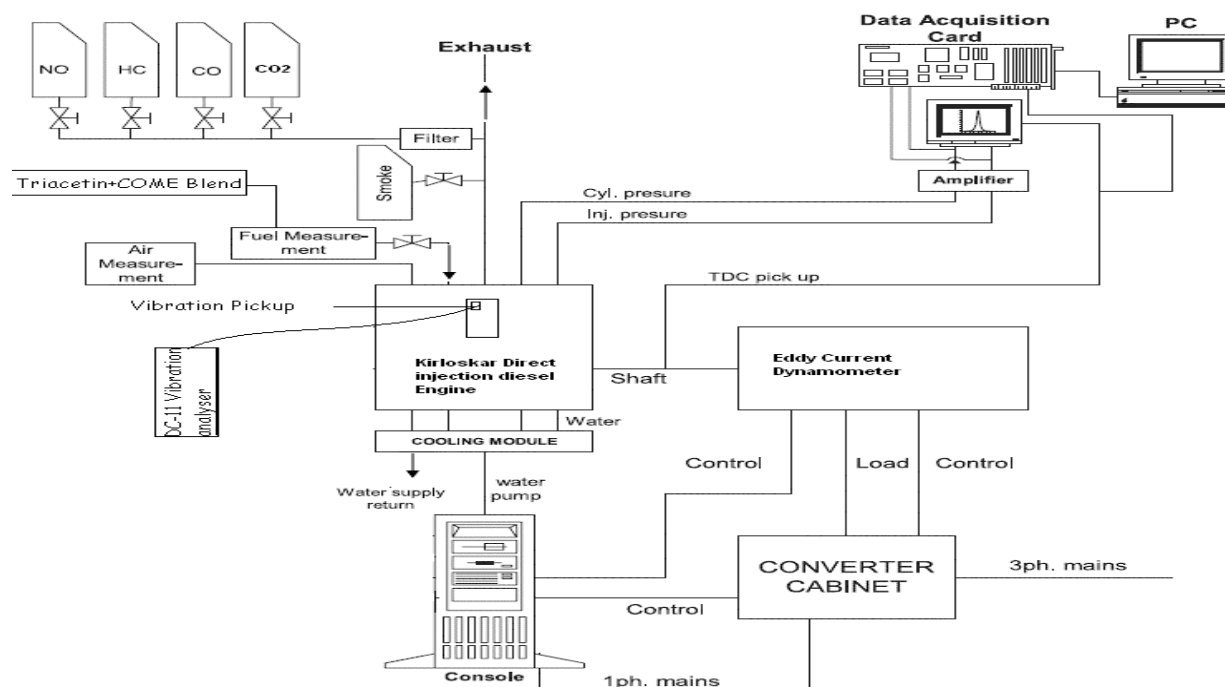 Data Acquisition
Card
PC
Exhaust
NO
HC
CO
CO2
Filter
Smoke
Triacetin+COME Blend
Amplifier
Cyl. presure
Inj. presure
Fuel Measure-
ment
Air
Measure-
ment
TDC pick up
Vibration Pickup
Kirloskar Direct
injection diesel
Engine
Eddy Current
Dynamometer
Shaft
DC-11 Vibration
analyser
Water
COOLING MODULE
Control
Load
Control
Water supply
return
water
pump
CONVERTER
CABINET
3ph. mains
Control
Console
1ph. mains